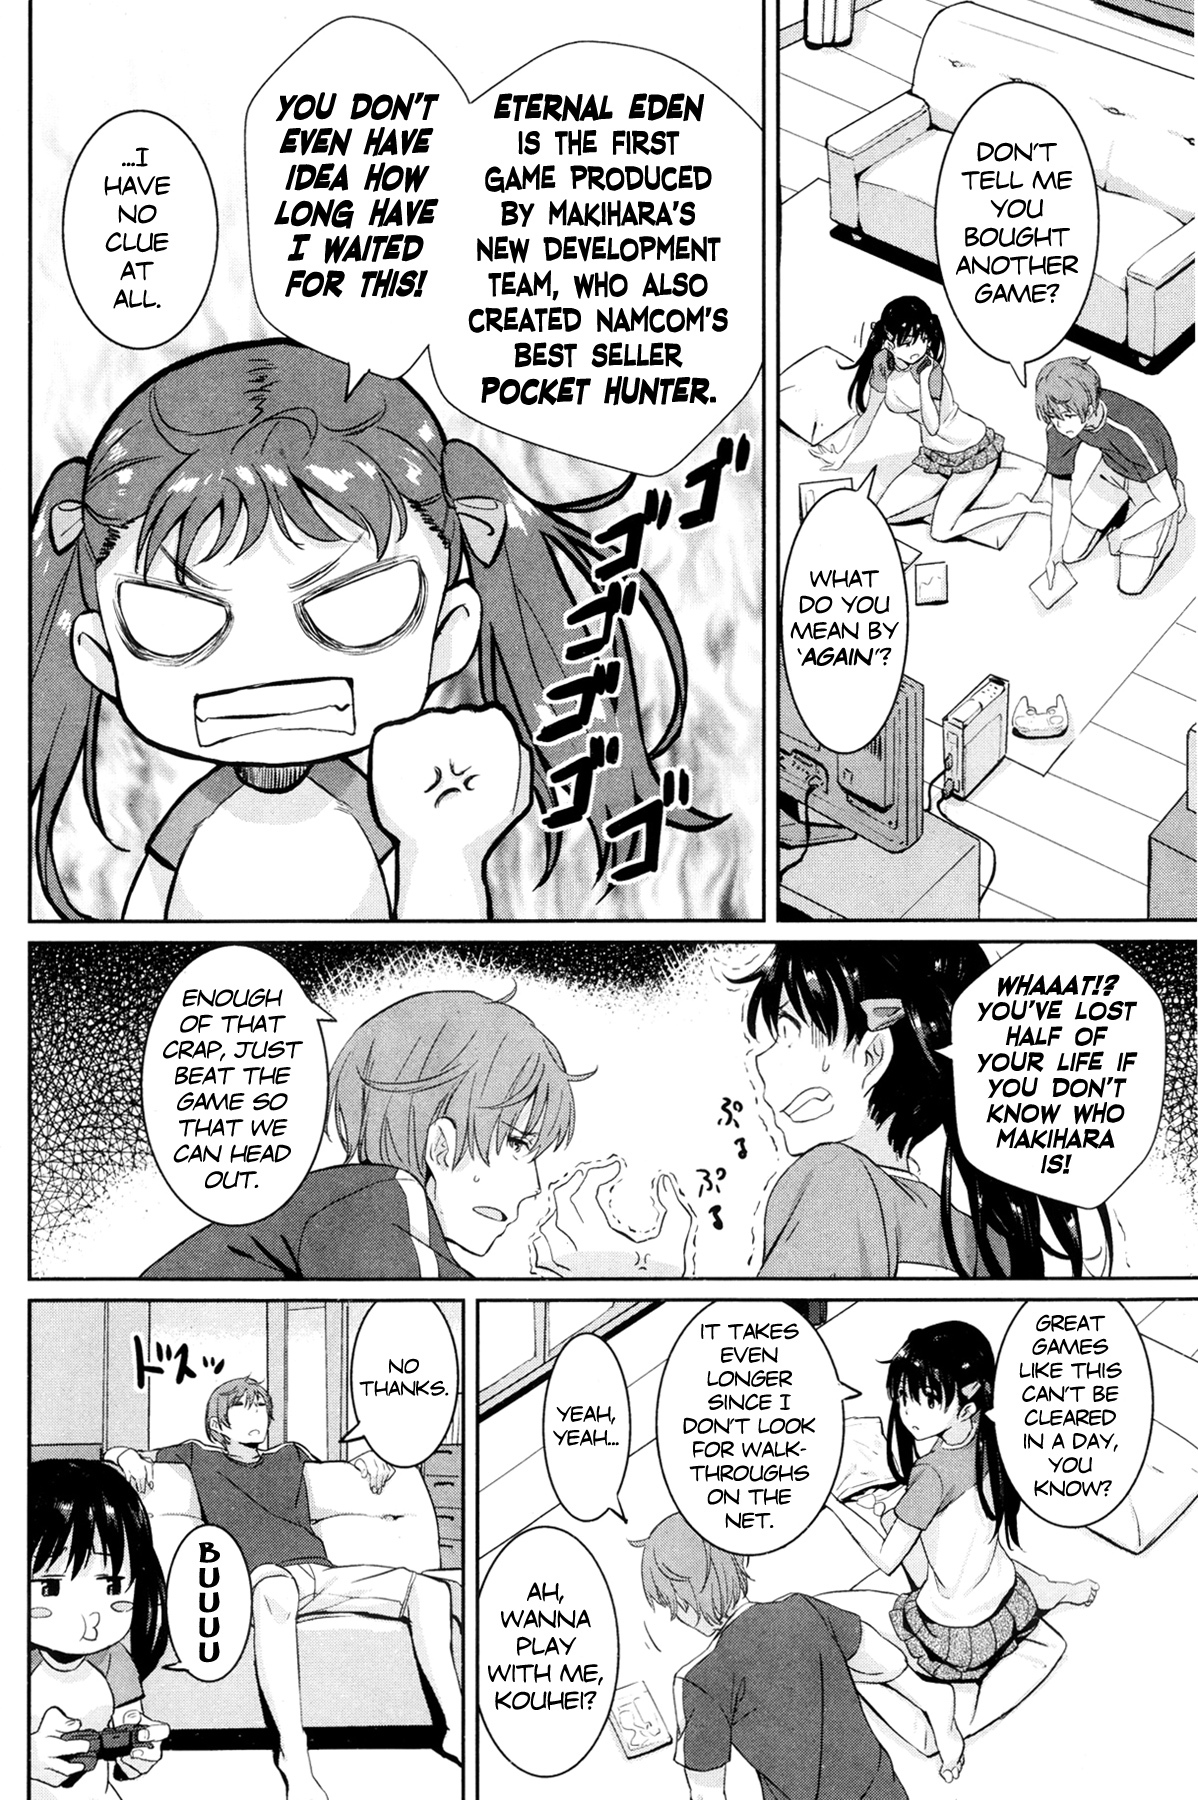 DON'T
TELL ME
YOU
BOUGHT
ANOTHER
GAME?
WHAT
DO YOU
MEAN BY
'AGAIN'?
ETERNAL EDEN
IS THE FIRST
GAME PRODUCED
BY MAKIHARA'S
NEW DEVELOPMENT
TEAM, WHO ALSO
CREATED NAMCOM'S
BEST SELLER
POCKET HUNTER.
YOU DON'T
EVEN HAVE
IDEA HOW
LONG HAVE
I WAITED
FOR THIS!
...I
HAVE
NO
CLUE
AT
ALL.
ゴゴゴゴゴ
WHAAAT!?
YOU'VE LOST
HALF OF
YOUR LIFE IF
YOU DON'T
KNOW WHO
MAKIHARA
IS!
ぷる
ぷる
ENOUGH
OF THAT
CRAP, JUST
BEAT THE
GAME SO
THAT WE
CAN HEAD
OUT.
GREAT
GAMES
LIKE THIS
CAN'T BE
CLEARED
IN A DAY,
YOU
KNOW?
IT TAKES
EVEN
LONGER
SINCE I
DON'T LOOK
FOR WALK-
THROUGHS
ON THE
NET.
YEAH,
YEAH...
AH,
WANNA
PLAY
WITH ME,
KOUHEI?
NO
THANKS.
ドスッ
BUUUU